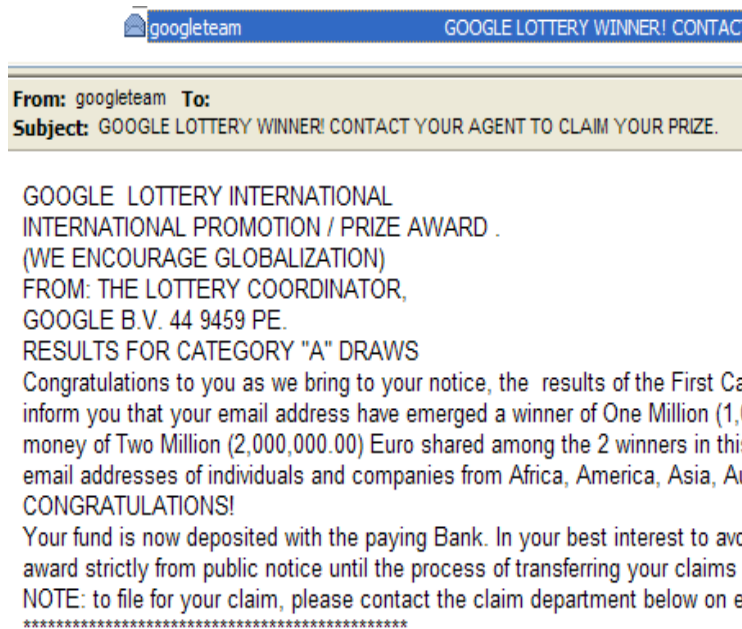 googleteam GOOGLE LOTTERY WINNER! CONTACT
From: googleteam To:
Subject: GOOGLE LOTTERY WINNER! CONTACT YOUR AGENT TO CLAIM YOUR PRIZE.
GOOGLE LOTTERY INTERNATIONAL
INTERNATIONAL PROMOTION / PRIZE AWARD .
(WE ENCOURAGE GLOBALIZATION)
FROM: THE LOTTERY COORDINATOR,
GOOGLE B.V. 44 9459 PE.
RESULTS FOR CATEGORY "A" DRAWS
Congratulations to you as we bring to your notice, the results of the First Ca
inform you that your email address have emerged a winner of One Million (1,
money of Two Million (2,000,000.00) Euro shared among the 2 winners in this
email addresses of individuals and companies from Africa, America, Asia, Au
CONGRATULATIONS!
Your fund is now deposited with the paying Bank. In your best interest to avo
award strictly from public notice until the process of transferring your claims
NOTE: to file for your claim, please contact the claim department below on e
***********************************************